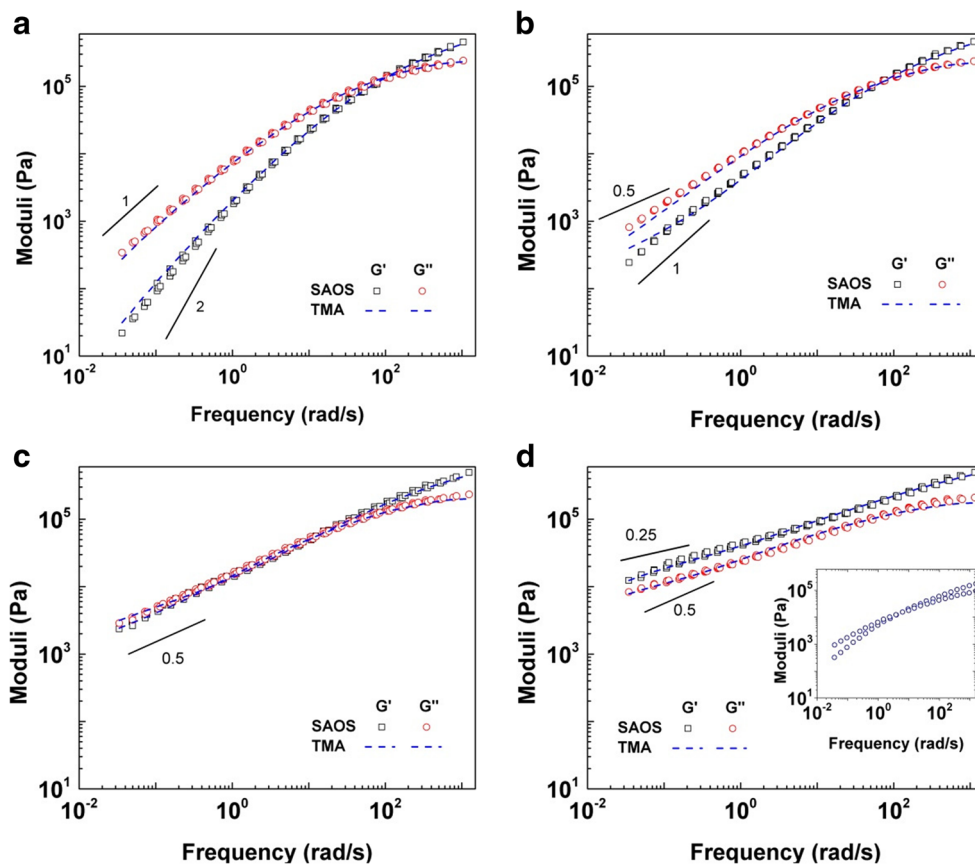 a
10^5
10^3
10^1
Moduli (Pa)
1
2
G' G"
SAOS
TMA
10^-2 10^0 10^2
Frequency (rad/s)
b
10^5
10^3
10^1
Moduli (Pa)
0.5
1
G' G"
SAOS
TMA
10^-2 10^0 10^2
Frequency (rad/s)
c
10^5
10^3
10^1
Moduli (Pa)
0.5
G' G"
SAOS
TMA
10^-2 10^0 10^2
Frequency (rad/s)
d
10^5
10^3
10^1
Moduli (Pa)
0.25
0.5
G' G"
SAOS
TMA
10^-2 10^0 10^2
Frequency (rad/s)
10^5
10^3
10^1
Moduli (Pa)
10^-2 10^0 10^2
Frequency (rad/s)